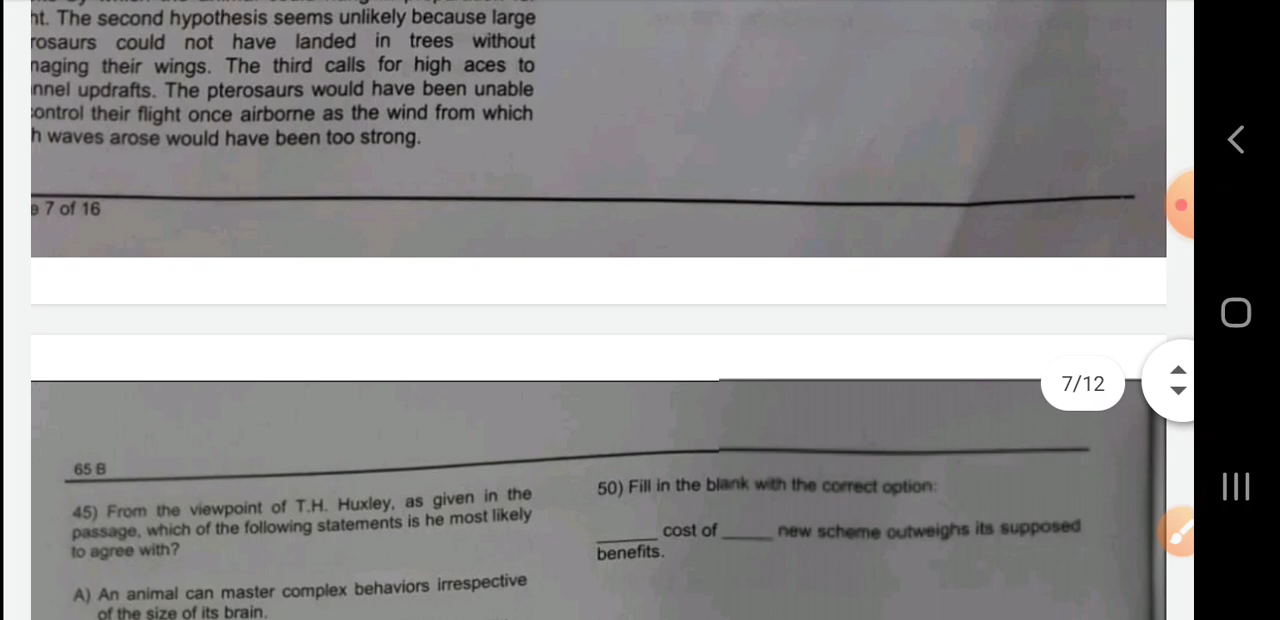 ht. The second hypothesis seems unlikely because large
rosaurs could not have landed in trees without
naging their wings. The third calls for high aces to
nnel updrafts. The pterosaurs would have been unable
control their flight once airborne as the wind from which
h waves arose would have been too strong.
e 7 of 16
7/12
65 B
45) From the viewpoint of T.H. Huxley, as given in the
passage, which of the following statements is he most likely
to agree with?
A) An animal can master complex behaviors irrespective
of the size of its brain.
50) Fill in the blank with the correct option:
______ cost of ______ new scheme outweighs its supposed
benefits.